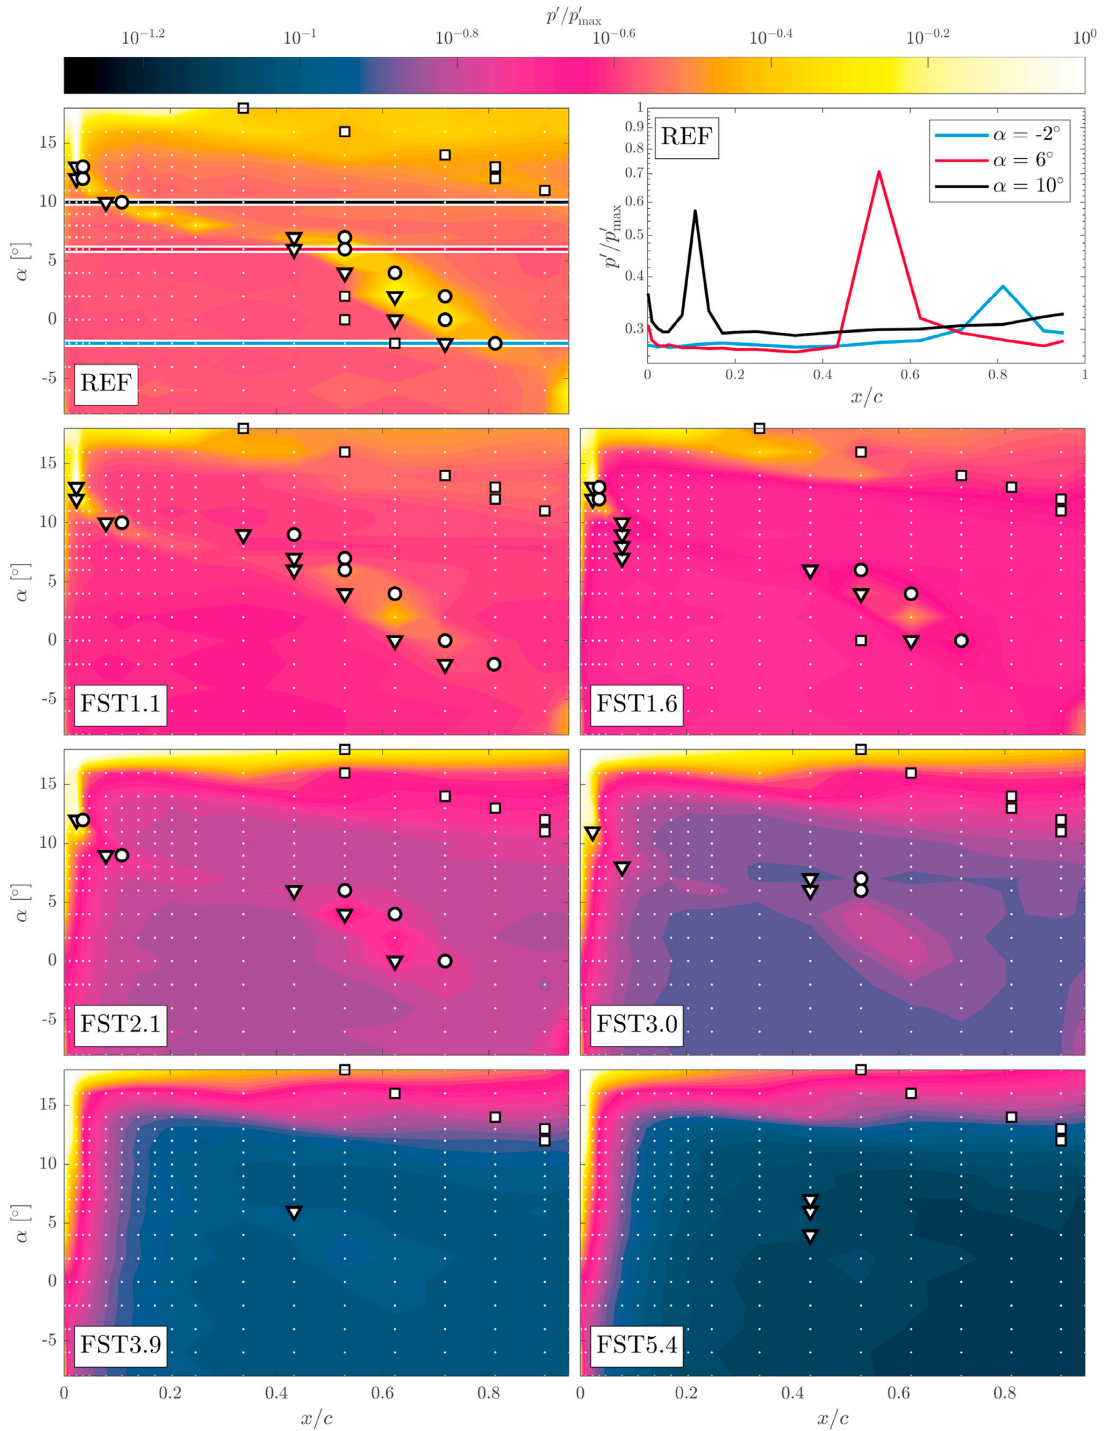 p′/p′max
10^−1.2 10^−1 10^−0.8 10^−0.6 10^−0.4 10^−0.2 10^0
15
10
5
0
-5
α [°]
REF
REF
α = -2°
α = 6°
α = 10°
1
0.9
0.8
0.7
0.6
0.5
0.4
0.3
p′/p′max
0 0.2 0.4 0.6 0.8 1
x/c
15
10
5
0
-5
α [°]
FST1.1
FST1.6
15
10
5
0
-5
α [°]
FST2.1
FST3.0
15
10
5
0
-5
α [°]
FST3.9
FST5.4
0 0.2 0.4 0.6 0.8
0 0.2 0.4 0.6 0.8
x/c
x/c